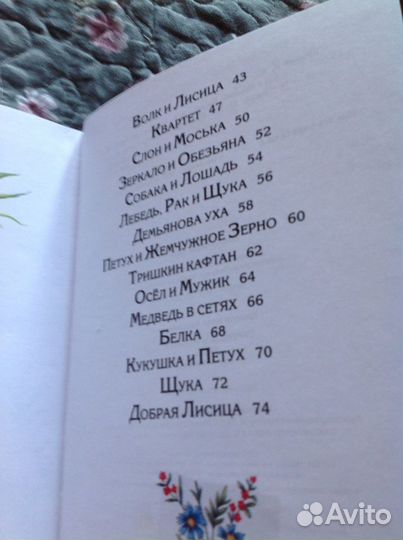 Волк и Лисица 43
Квартет 47
Слон и Моська 50
Зеркало и Обезьяна 52
Собака и Лошадь 54
Лебедь, Рак и Щука 56
Демьянова уха 58
Петух и Жемчужное Зерно 60
Тришкин кафтан 62
Осёл и Мужик 64
Медведь в сетях 66
Белка 68
Кукушка и Петух 70
Щука 72
Добрая Лисица 74
Avito